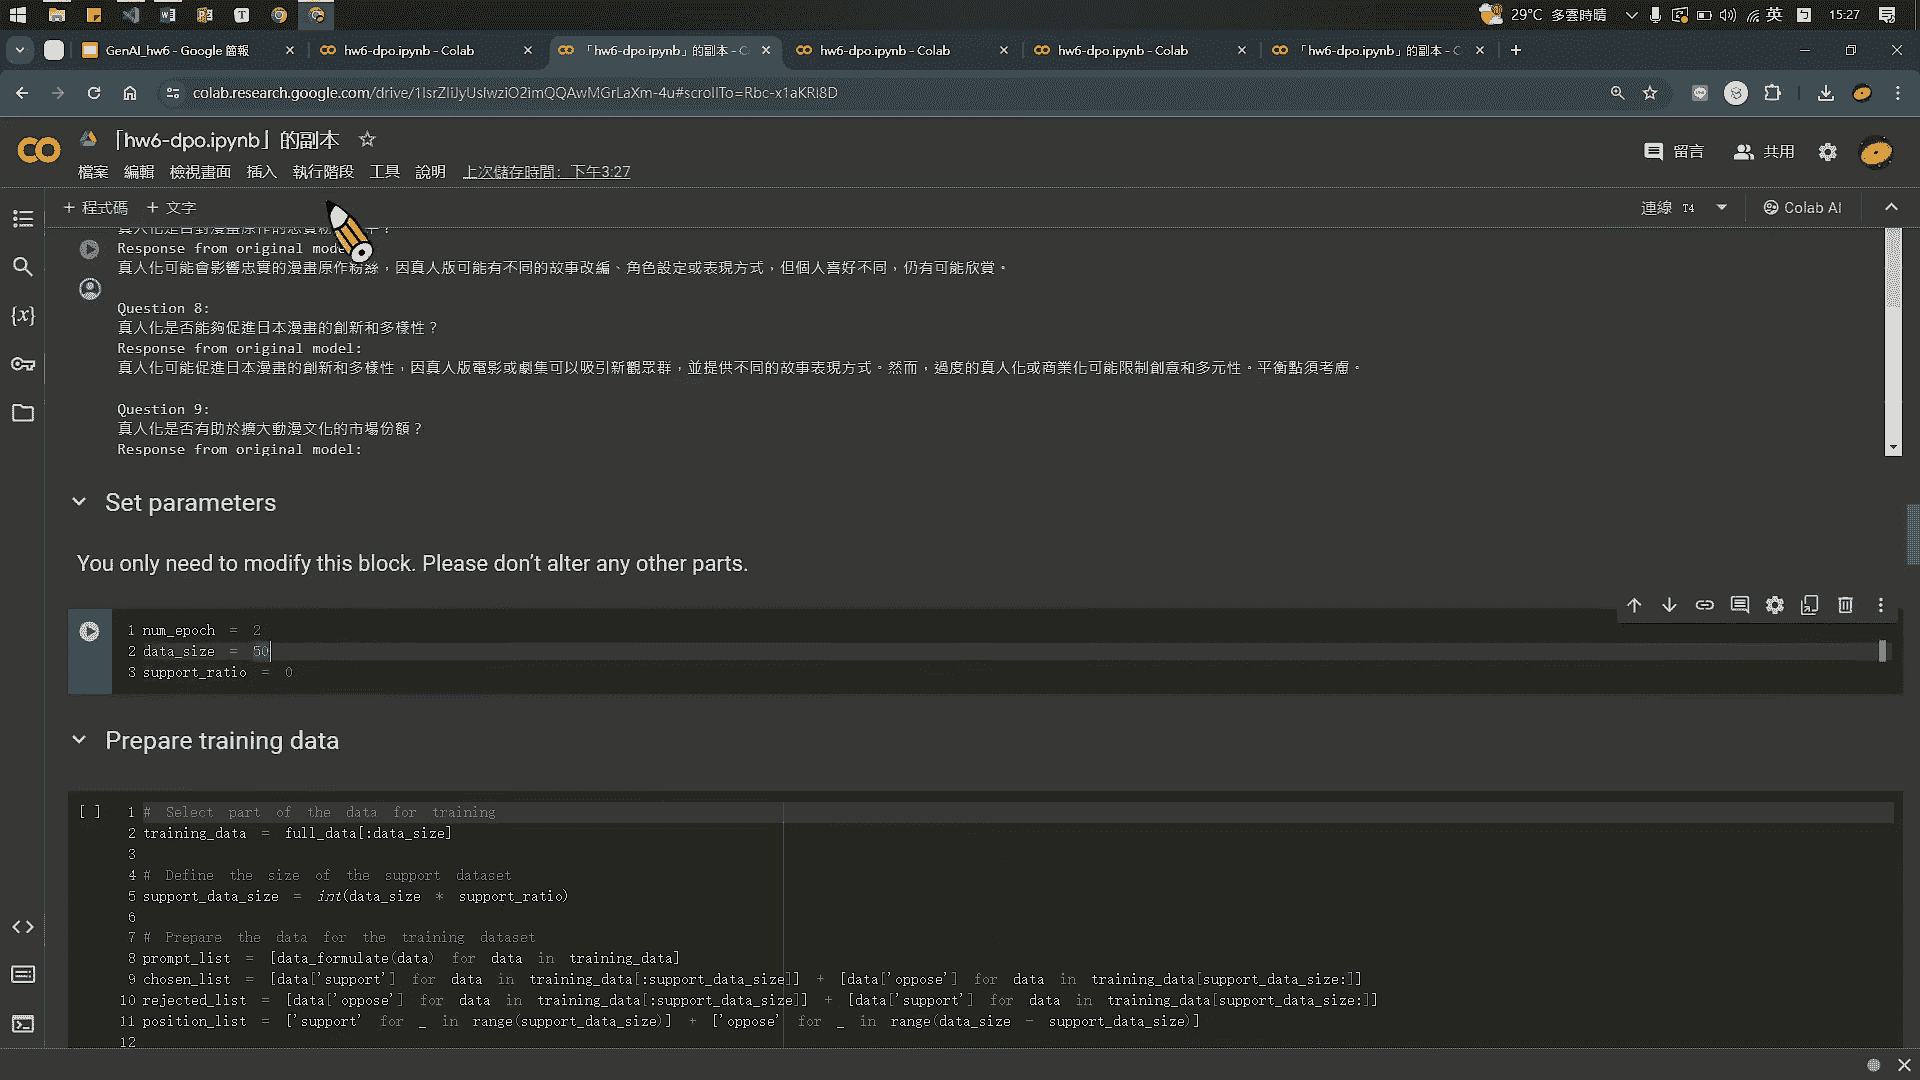 29°C 多雲時晴 英 15:27
GenAI_hw6 - Google 簡報
hw6-dpo.ipynb - Colab
「hw6-dpo.ipynb」的副本 - C
hw6-dpo.ipynb - Colab
hw6-dpo.ipynb - Colab
「hw6-dpo.ipynb」的副本 - C
colab.research.google.com/drive/1lsrZIiJyUslwziO2imQQAwMGrLaXm-4u#scrollTo=Rbc-x1aKRi8D
「hw6-dpo.ipynb」的副本
留言 共用
檔案 編輯 檢視畫面 插入 執行階段 工具 說明 上次儲存時間：下午3:27
+ 程式碼 + 文字 連線 T4 Colab AI
Response from original
真人化可能會影響忠實的漫畫原作粉絲，因真人版可能有不同的故事改編、角色設定或表現方式，但個人喜好不同，仍有可能欣賞。
Question 8:
真人化是否能夠促進日本漫畫的創新和多樣性？
Response from original model:
真人化可能促進日本漫畫的創新和多樣性，因真人版電影或劇集可以吸引新觀眾群，並提供不同的故事表現方式。然而，過度的真人化或商業化可能限制創意和多元性。平衡點須考慮。
Question 9:
真人化是否有助於擴大動漫文化的市場份額？
Response from original model:
Set parameters
You only need to modify this block. Please don't alter any other parts.
1 num_epoch = 2
2 data_size = 50
3 support_ratio = 0
Prepare training data
[ ] 1 # Select part of the data for training
2 training_data = full_data[:data_size]
3
4 # Define the size of the support dataset
5 support_data_size = int(data_size * support_ratio)
6
7 # Prepare the data for the training dataset
8 prompt_list = [data_formulate(data) for data in training_data]
9 chosen_list = [data['support'] for data in training_data[:support_data_size]] + [data['oppose'] for data in training_data[support_data_size:]]
10 rejected_list = [data['oppose'] for data in training_data[:support_data_size]] + [data['support'] for data in training_data[support_data_size:]]
11 position_list = ['support' for _ in range(support_data_size)] + ['oppose' for _ in range(data_size - support_data_size)]
12